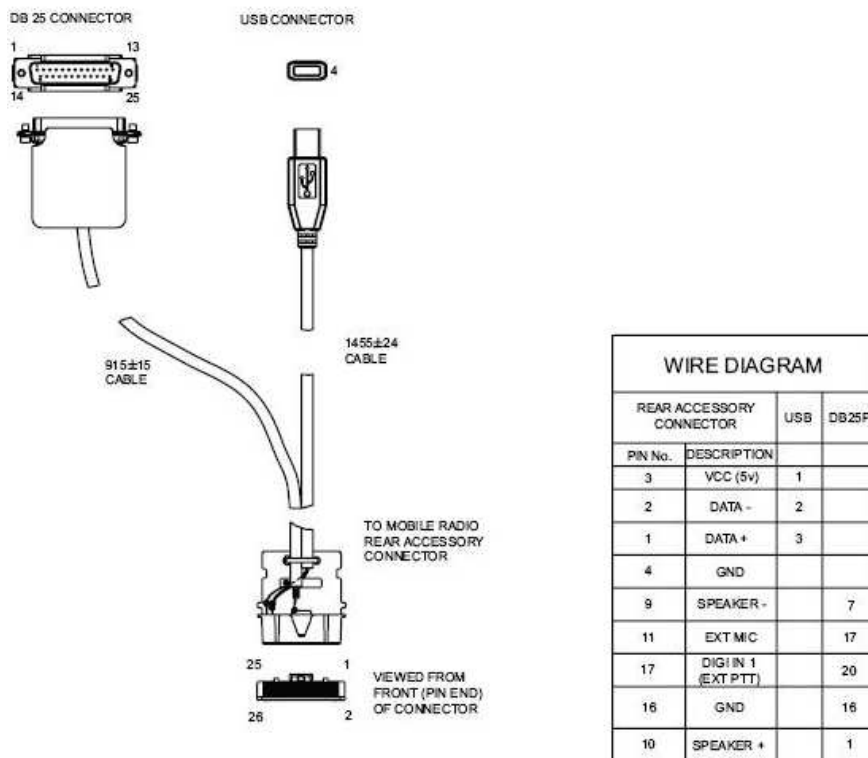 DB 25 CONNECTOR
USB CONNECTOR
1
13
14
25
4
915±15
CABLE
1455±24
CABLE
TO MOBILE RADIO
REAR ACCESSORY
CONNECTOR
25
1
26
2
VIEWED FROM
FRONT (PIN END)
OF CONNECTOR
WIRE DIAGRAM
REAR ACCESSORY
CONNECTOR
USB
DB25P
PIN No.
DESCRIPTION
3 VCC (5v) 1
2 DATA - 2
1 DATA + 3
4 GND
9 SPEAKER - 7
11 EXT MIC 17
17 DIGI IN 1
(EXT PTT) 20
16 GND 16
10 SPEAKER + 1